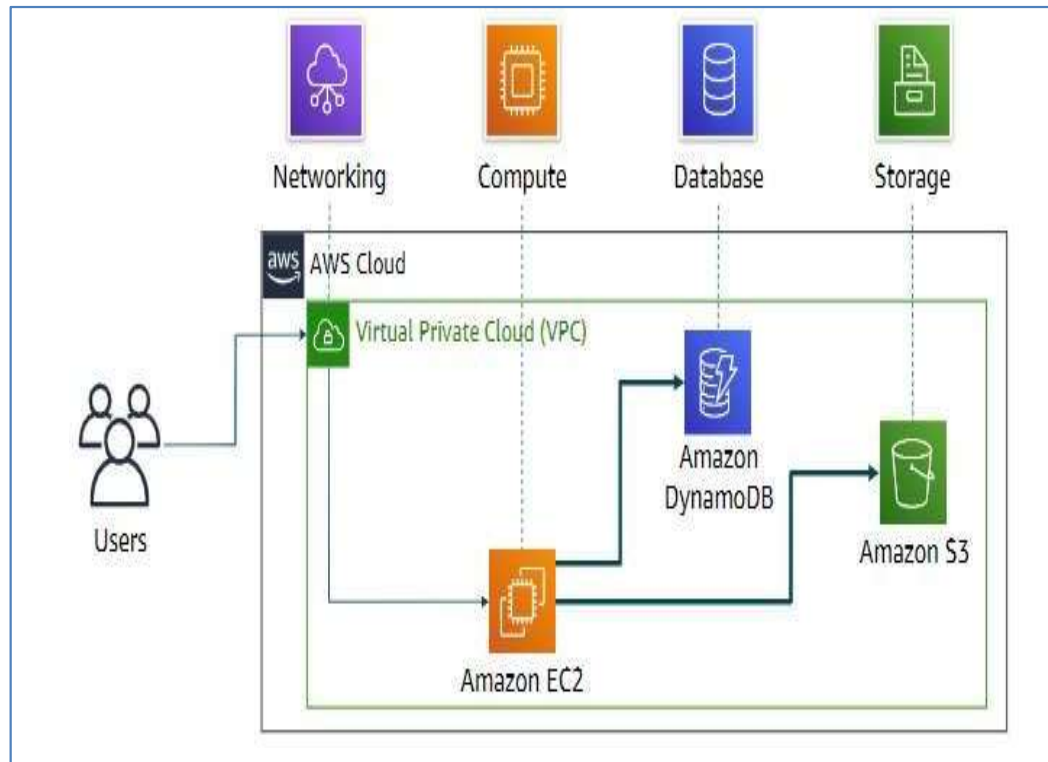 Networking
Compute
Database
Storage
aws
AWS Cloud
Virtual Private Cloud (VPC)
Users
Amazon
DynamoDB
Amazon S3
Amazon EC2